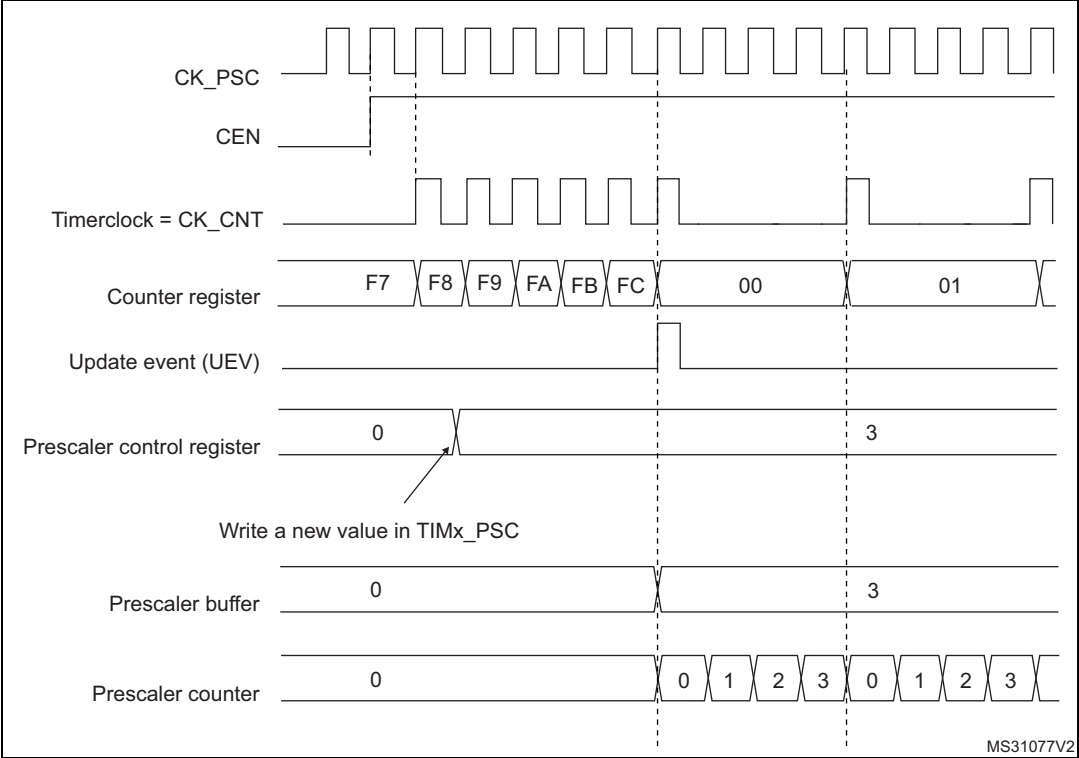 CK_PSC
CEN
Timerclock = CK_CNT
Counter register
F7 F8 F9 FA FB FC 00 01
Update event (UEV)
Prescaler control register
0 3
Write a new value in TIMx_PSC
Prescaler buffer
0 3
Prescaler counter
0 0 1 2 3 0 1 2 3
MS31077V2